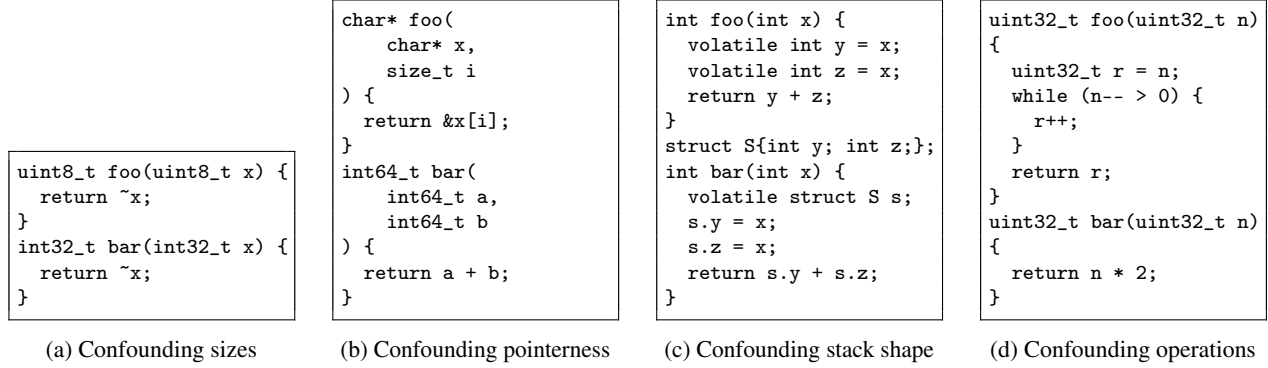 uint8_t foo(uint8_t x) {
  return ~x;
}
int32_t bar(int32_t x) {
  return ~x;
}
(a) Confounding sizes
char* foo(
    char* x,
    size_t i
) {
  return &x[i];
}
int64_t bar(
    int64_t a,
    int64_t b
) {
  return a + b;
}
(b) Confounding pointerness
int foo(int x) {
  volatile int y = x;
  volatile int z = x;
  return y + z;
}
struct S{int y; int z;};
int bar(int x) {
  volatile struct S s;
  s.y = x;
  s.z = x;
  return s.y + s.z;
}
(c) Confounding stack shape
uint32_t foo(uint32_t n)
{
  uint32_t r = n;
  while (n-- > 0) {
    r++;
  }
  return r;
}
uint32_t bar(uint32_t n)
{
  return n * 2;
}
(d) Confounding operations